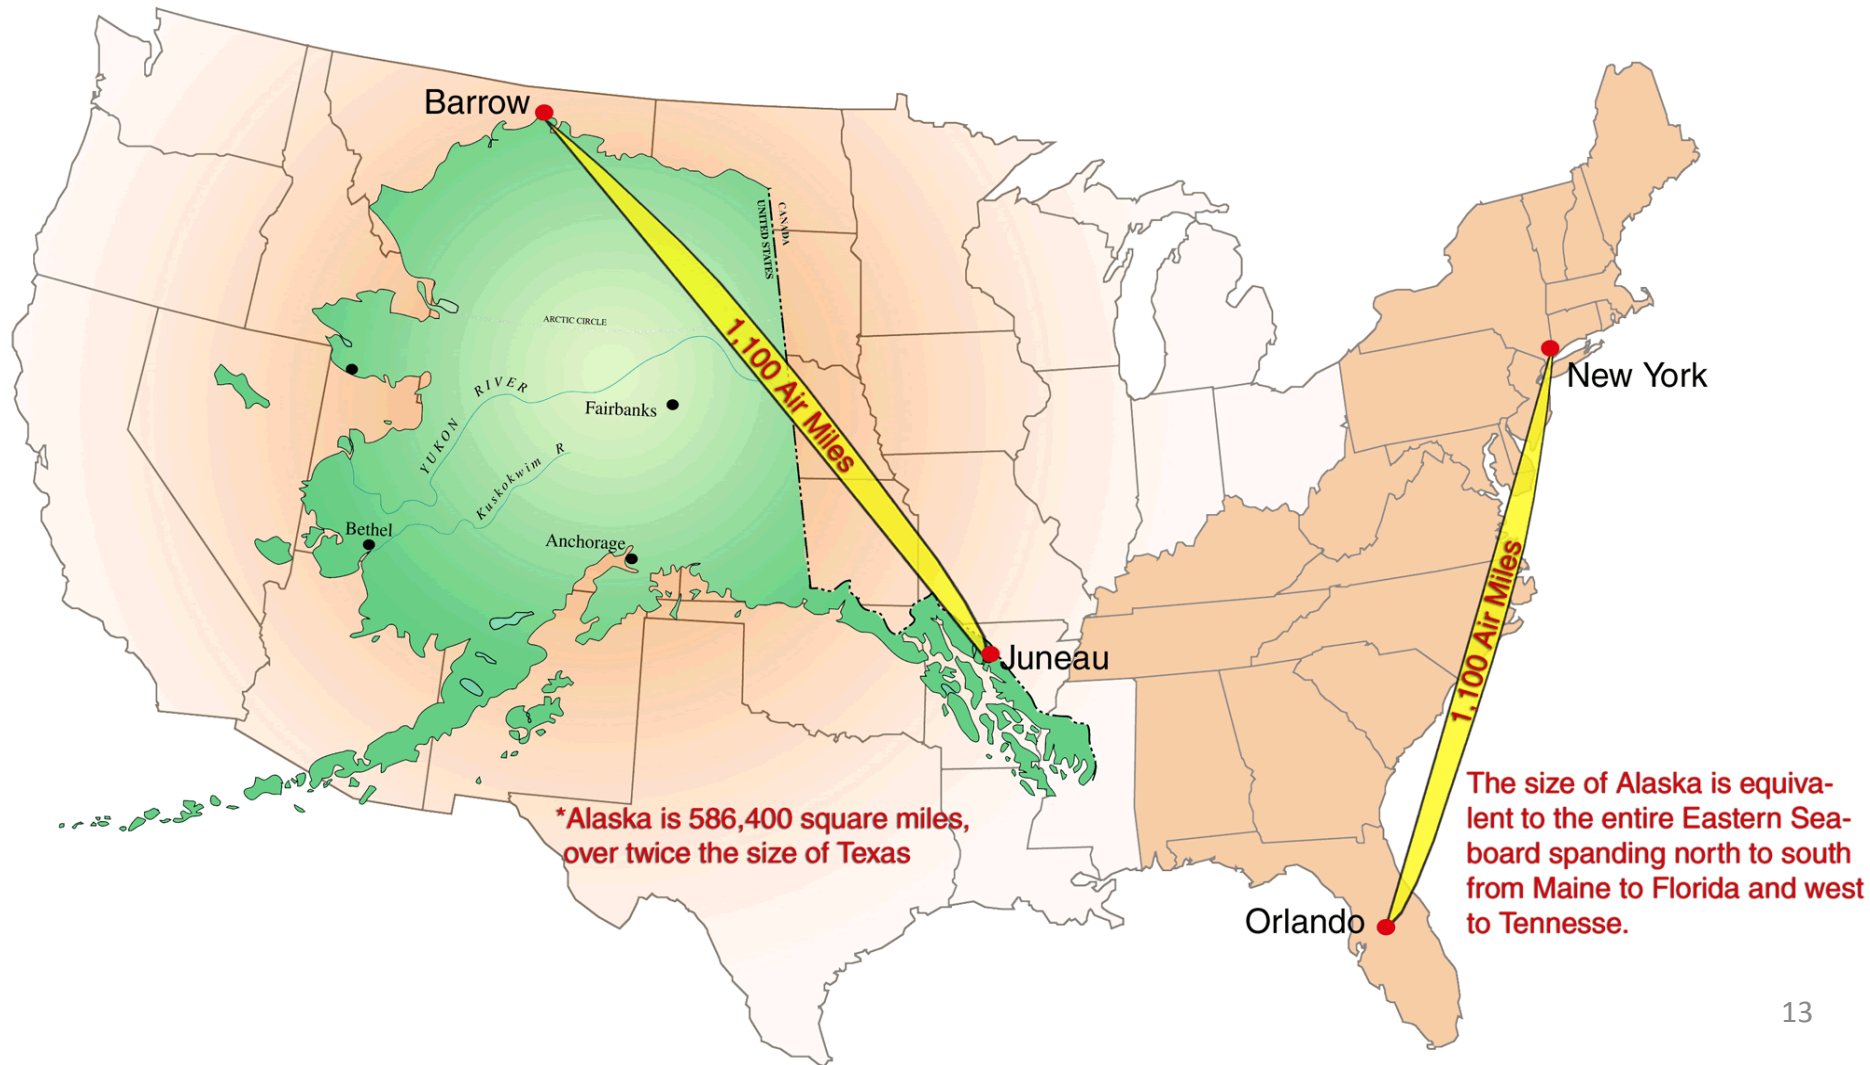 Barrow
CANADA
UNITED STATES
ARCTIC CIRCLE
1,100 Air Miles
New York
YUKON RIVER
Fairbanks
Kuskokwim R
Bethel
Anchorage
1,100 Air Miles
Juneau
*Alaska is 586,400 square miles,
over twice the size of Texas
The size of Alaska is equiva-
lent to the entire Eastern Sea-
board spanding north to south
from Maine to Florida and west
to Tennesse.
Orlando
13